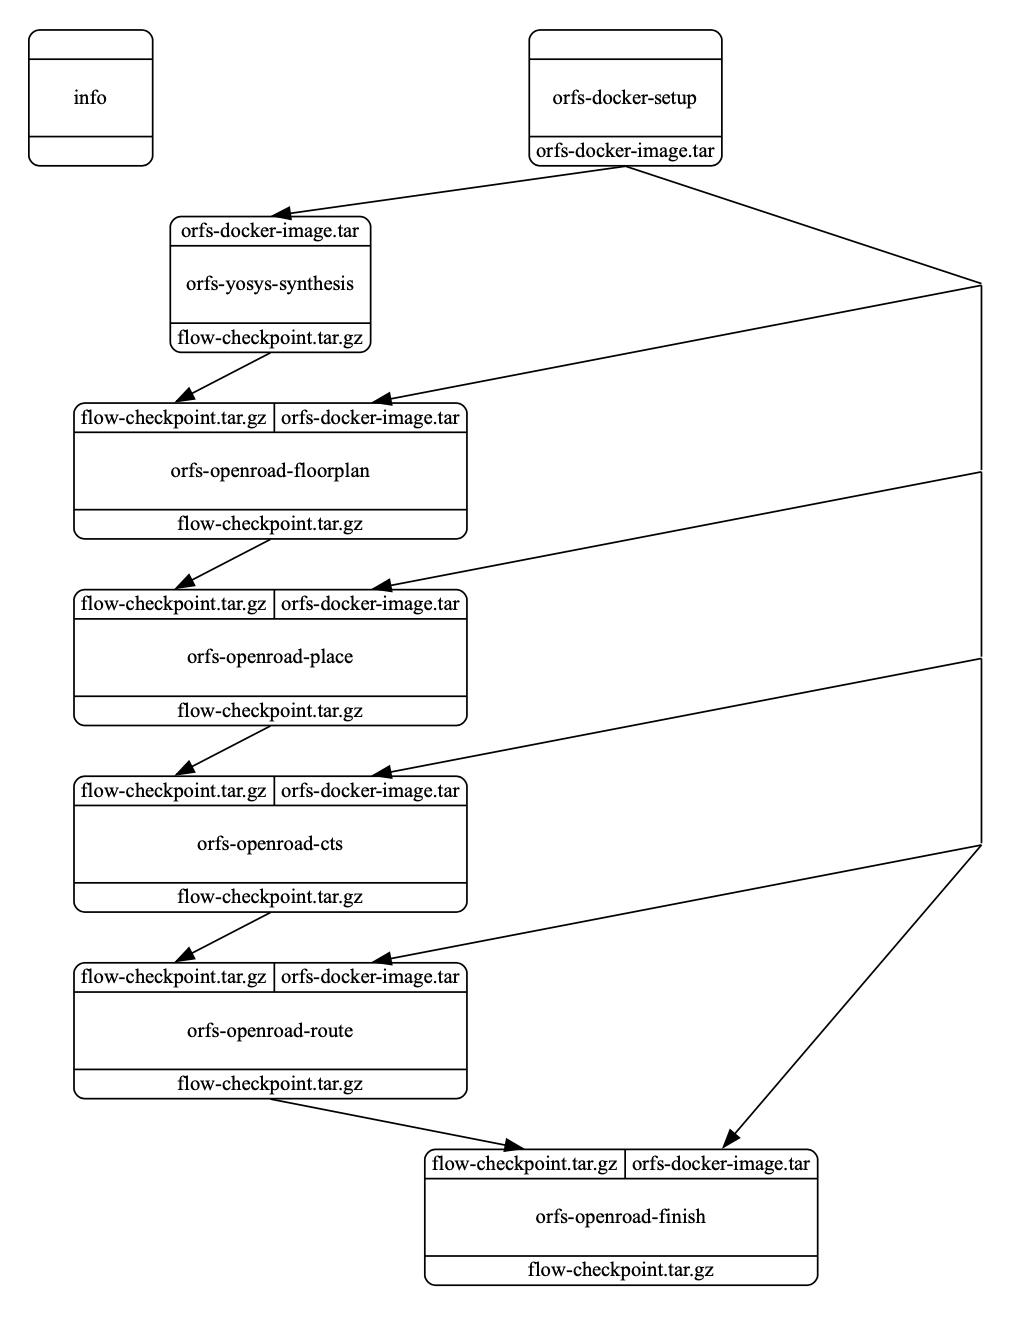 info
orfs-docker-setup
orfs-docker-image.tar
orfs-docker-image.tar
orfs-yosys-synthesis
flow-checkpoint.tar.gz
flow-checkpoint.tar.gz orfs-docker-image.tar
orfs-openroad-floorplan
flow-checkpoint.tar.gz
flow-checkpoint.tar.gz orfs-docker-image.tar
orfs-openroad-place
flow-checkpoint.tar.gz
flow-checkpoint.tar.gz orfs-docker-image.tar
orfs-openroad-cts
flow-checkpoint.tar.gz
flow-checkpoint.tar.gz orfs-docker-image.tar
orfs-openroad-route
flow-checkpoint.tar.gz
flow-checkpoint.tar.gz orfs-docker-image.tar
orfs-openroad-finish
flow-checkpoint.tar.gz